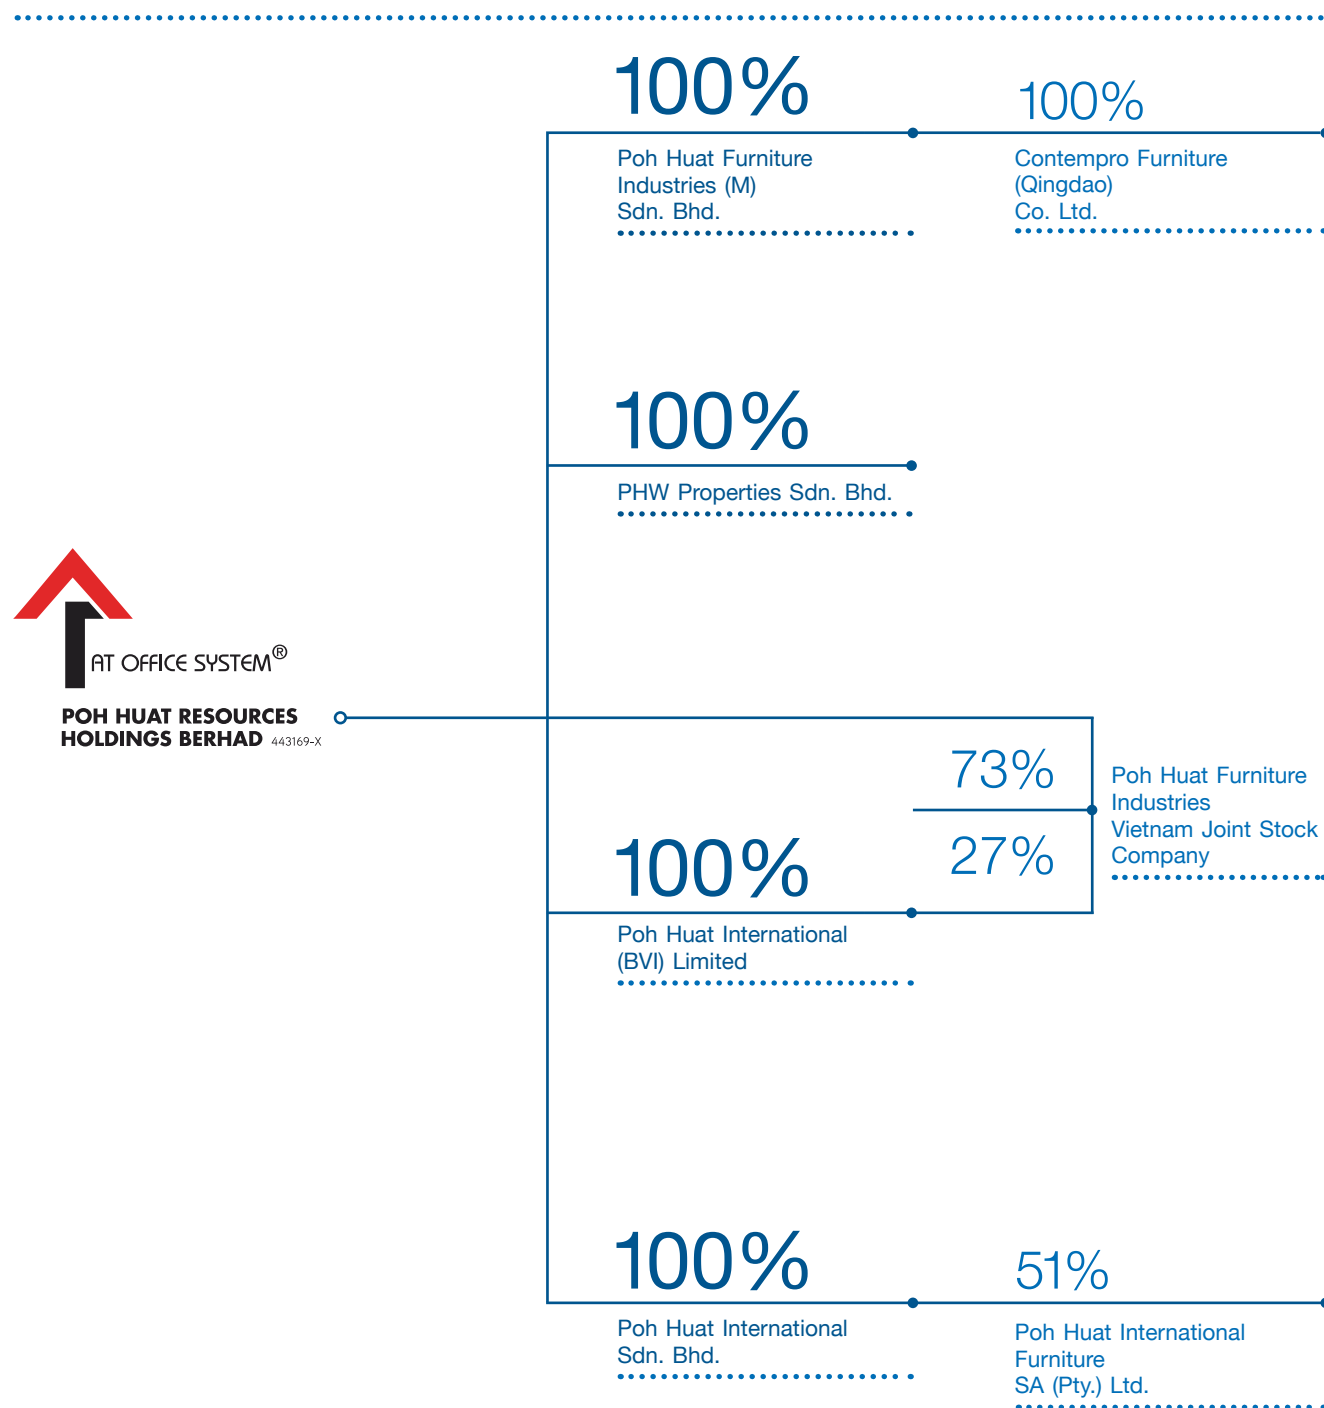 100%
Poh Huat Furniture
Industries (M)
Sdn. Bhd.
100%
Contempro Furniture
(Qingdao)
Co. Ltd.
100%
PHW Properties Sdn. Bhd.
AT OFFICE SYSTEM®
POH HUAT RESOURCES
HOLDINGS BERHAD 443169-X
73%
27%
Poh Huat Furniture
Industries
Vietnam Joint Stock
Company
100%
Poh Huat International
(BVI) Limited
100%
Poh Huat International
Sdn. Bhd.
51%
Poh Huat International
Furniture
SA (Pty.) Ltd.